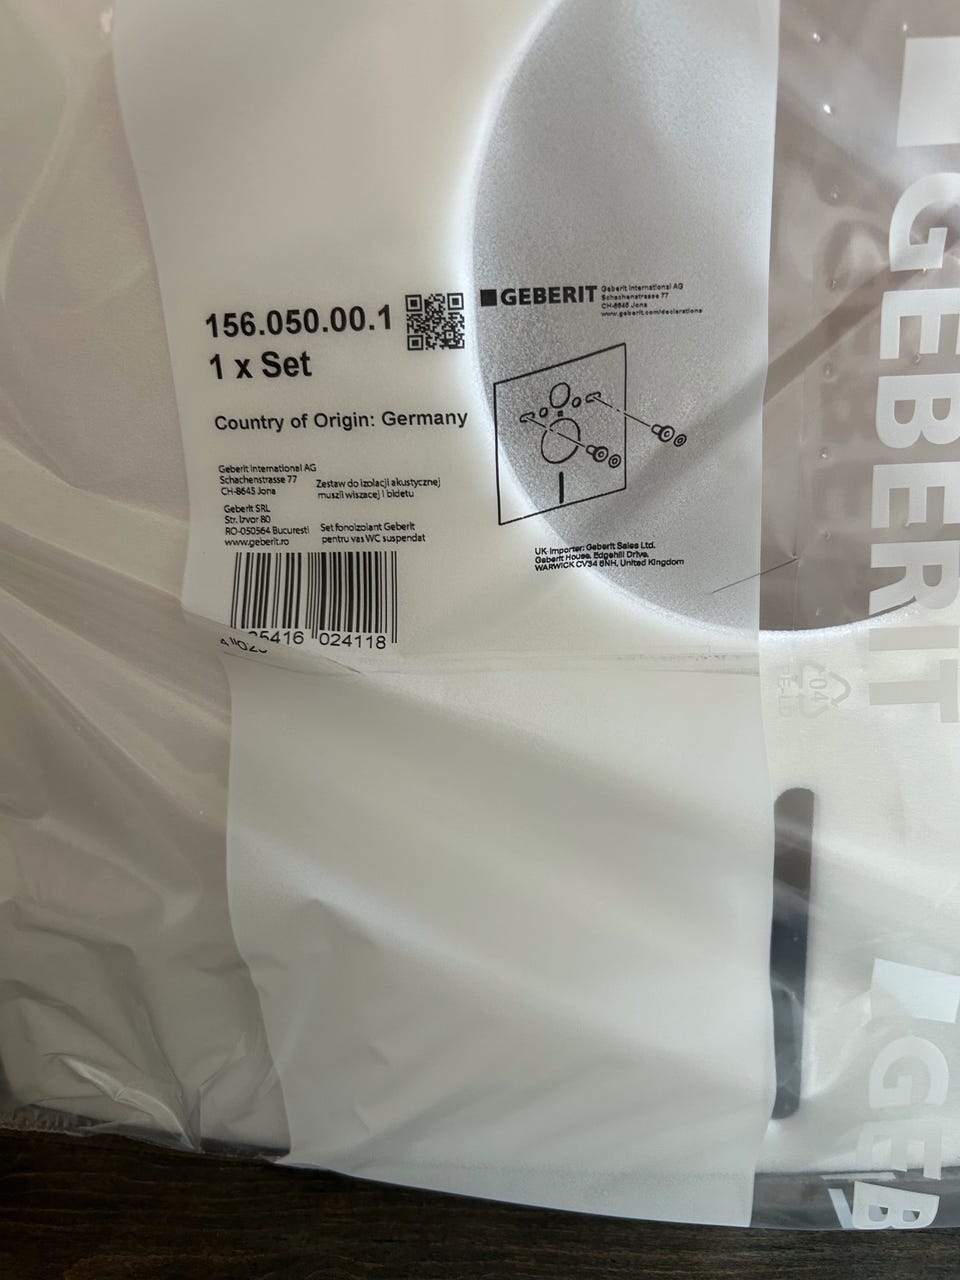 156.050.00.1
1 x Set
Country of Origin: Germany
Geberit International AG
Schachenstrasse 77
CH-8645 Jona
Geberit SRL
Str. Izvor 80
RO-050564 Bucuresti
www.geberit.ro
Zestaw do izolacji akustycznej
muszli wiszącej i bidetu
Set fonoizolant Geberit
pentru vas WC suspendat
025416 024118
GEBERIT
Geberit International AG
Schachenstrasse 77
CH-8645 Jona
www.geberit.com/declarations
UK Importer: Geberit Sales Ltd.
Geberit House, Edgehill Drive,
WARWICK CV34 6NH, United Kingdom
GEBERIT
04
GEB